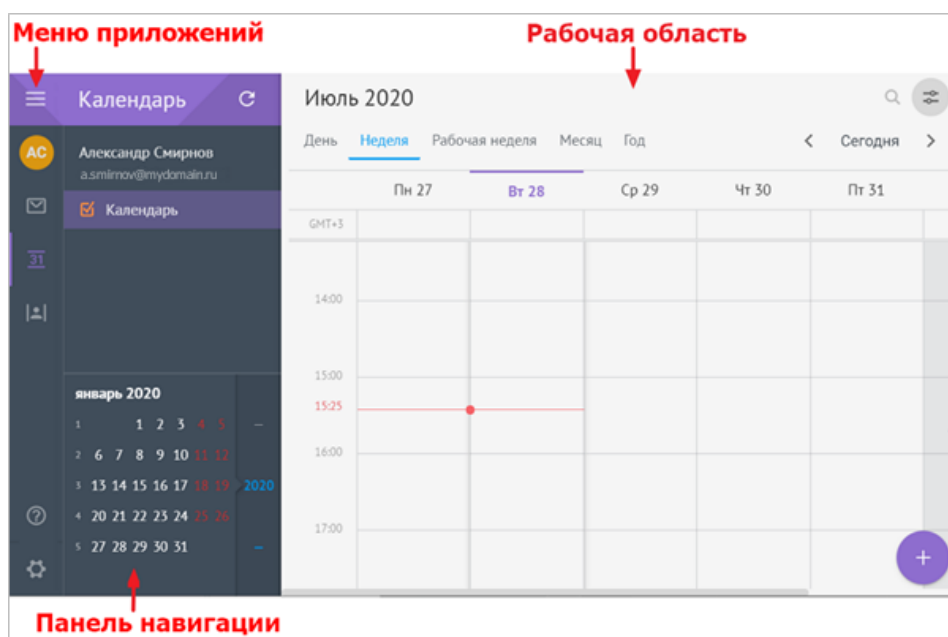 Меню приложений
Рабочая область
Календарь
Июль 2020
День Неделя Рабочая неделя Месяц Год
Сегодня
АС
Александр Смирнов
a.smirnov@mydomain.ru
Календарь
31
Пн 27 Вт 28 Ср 29 Чт 30 Пт 31
GMT+3
14:00
15:00
15:25
16:00
17:00
январь 2020
1 1 2 3 4 5
2 6 7 8 9 10 11 12
3 13 14 15 16 17 18 19 2020
4 20 21 22 23 24 25 26
5 27 28 29 30 31
Панель навигации